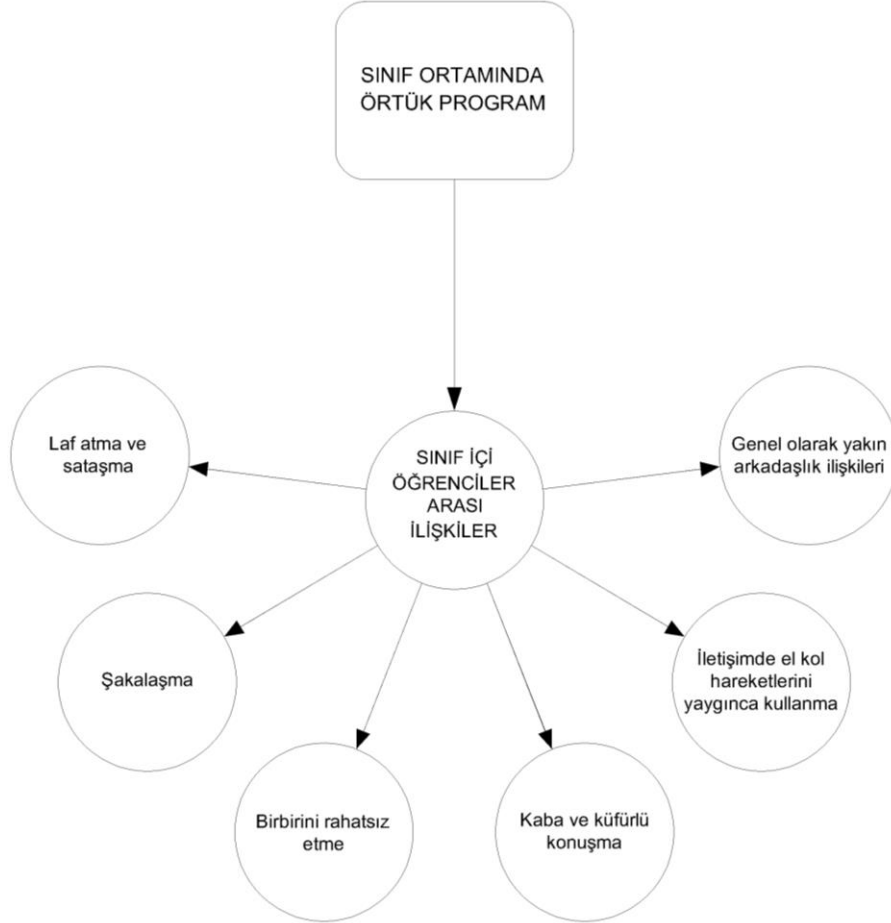 SINIF ORTAMINDA
ÖRTÜK PROGRAM
Laf atma ve
sataşma
SINIF İÇİ
ÖĞRENCİLER
ARASI
İLİŞKİLER
Genel olarak yakın
arkadaşlık ilişkileri
Şakalaşma
İletişimde el kol
hareketlerini
yaygınca kullanma
Birbirini rahatsız
etme
Kaba ve küfürlü
konuşma